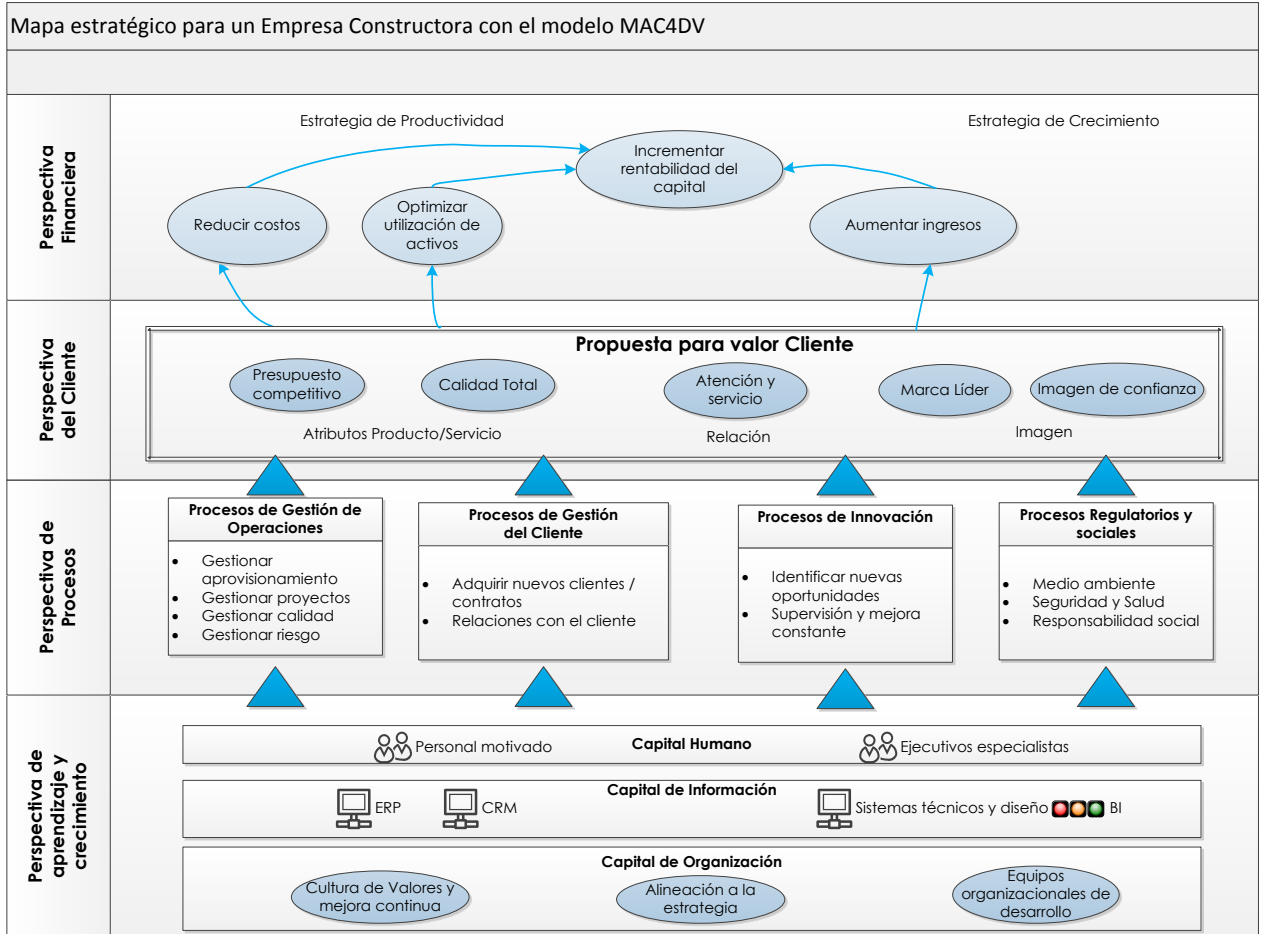 Mapa estratégico para un Empresa Constructora con el modelo MAC4DV
Perspectiva
Financiera
Estrategia de Productividad
Estrategia de Crecimiento
Incrementar
rentabilidad del
capital
Reducir costos
Optimizar
utilización de
activos
Aumentar ingresos
Perspectiva
del Cliente
Propuesta para valor Cliente
Presupuesto
competitivo
Calidad Total
Atención y
servicio
Marca Líder
Imagen de confianza
Atributos Producto/Servicio
Relación
Imagen
Perspectiva de
Procesos
Procesos de Gestión de
Operaciones
• Gestionar
aprovisionamiento
• Gestionar proyectos
• Gestionar calidad
• Gestionar riesgo
Procesos de Gestión
del Cliente
• Adquirir nuevos clientes /
contratos
• Relaciones con el cliente
Procesos de Innovación
• Identificar nuevas
oportunidades
• Supervisión y mejora
constante
Procesos Regulatorios y
sociales
• Medio ambiente
• Seguridad y Salud
• Responsabilidad social
Perspectiva de
aprendizaje y
crecimiento
Personal motivado
Capital Humano
Ejecutivos especialistas
Capital de Información
ERP
CRM
Sistemas técnicos y diseño
BI
Capital de Organización
Cultura de Valores y
mejora continua
Alineación a la
estrategia
Equipos
organizacionales de
desarrollo